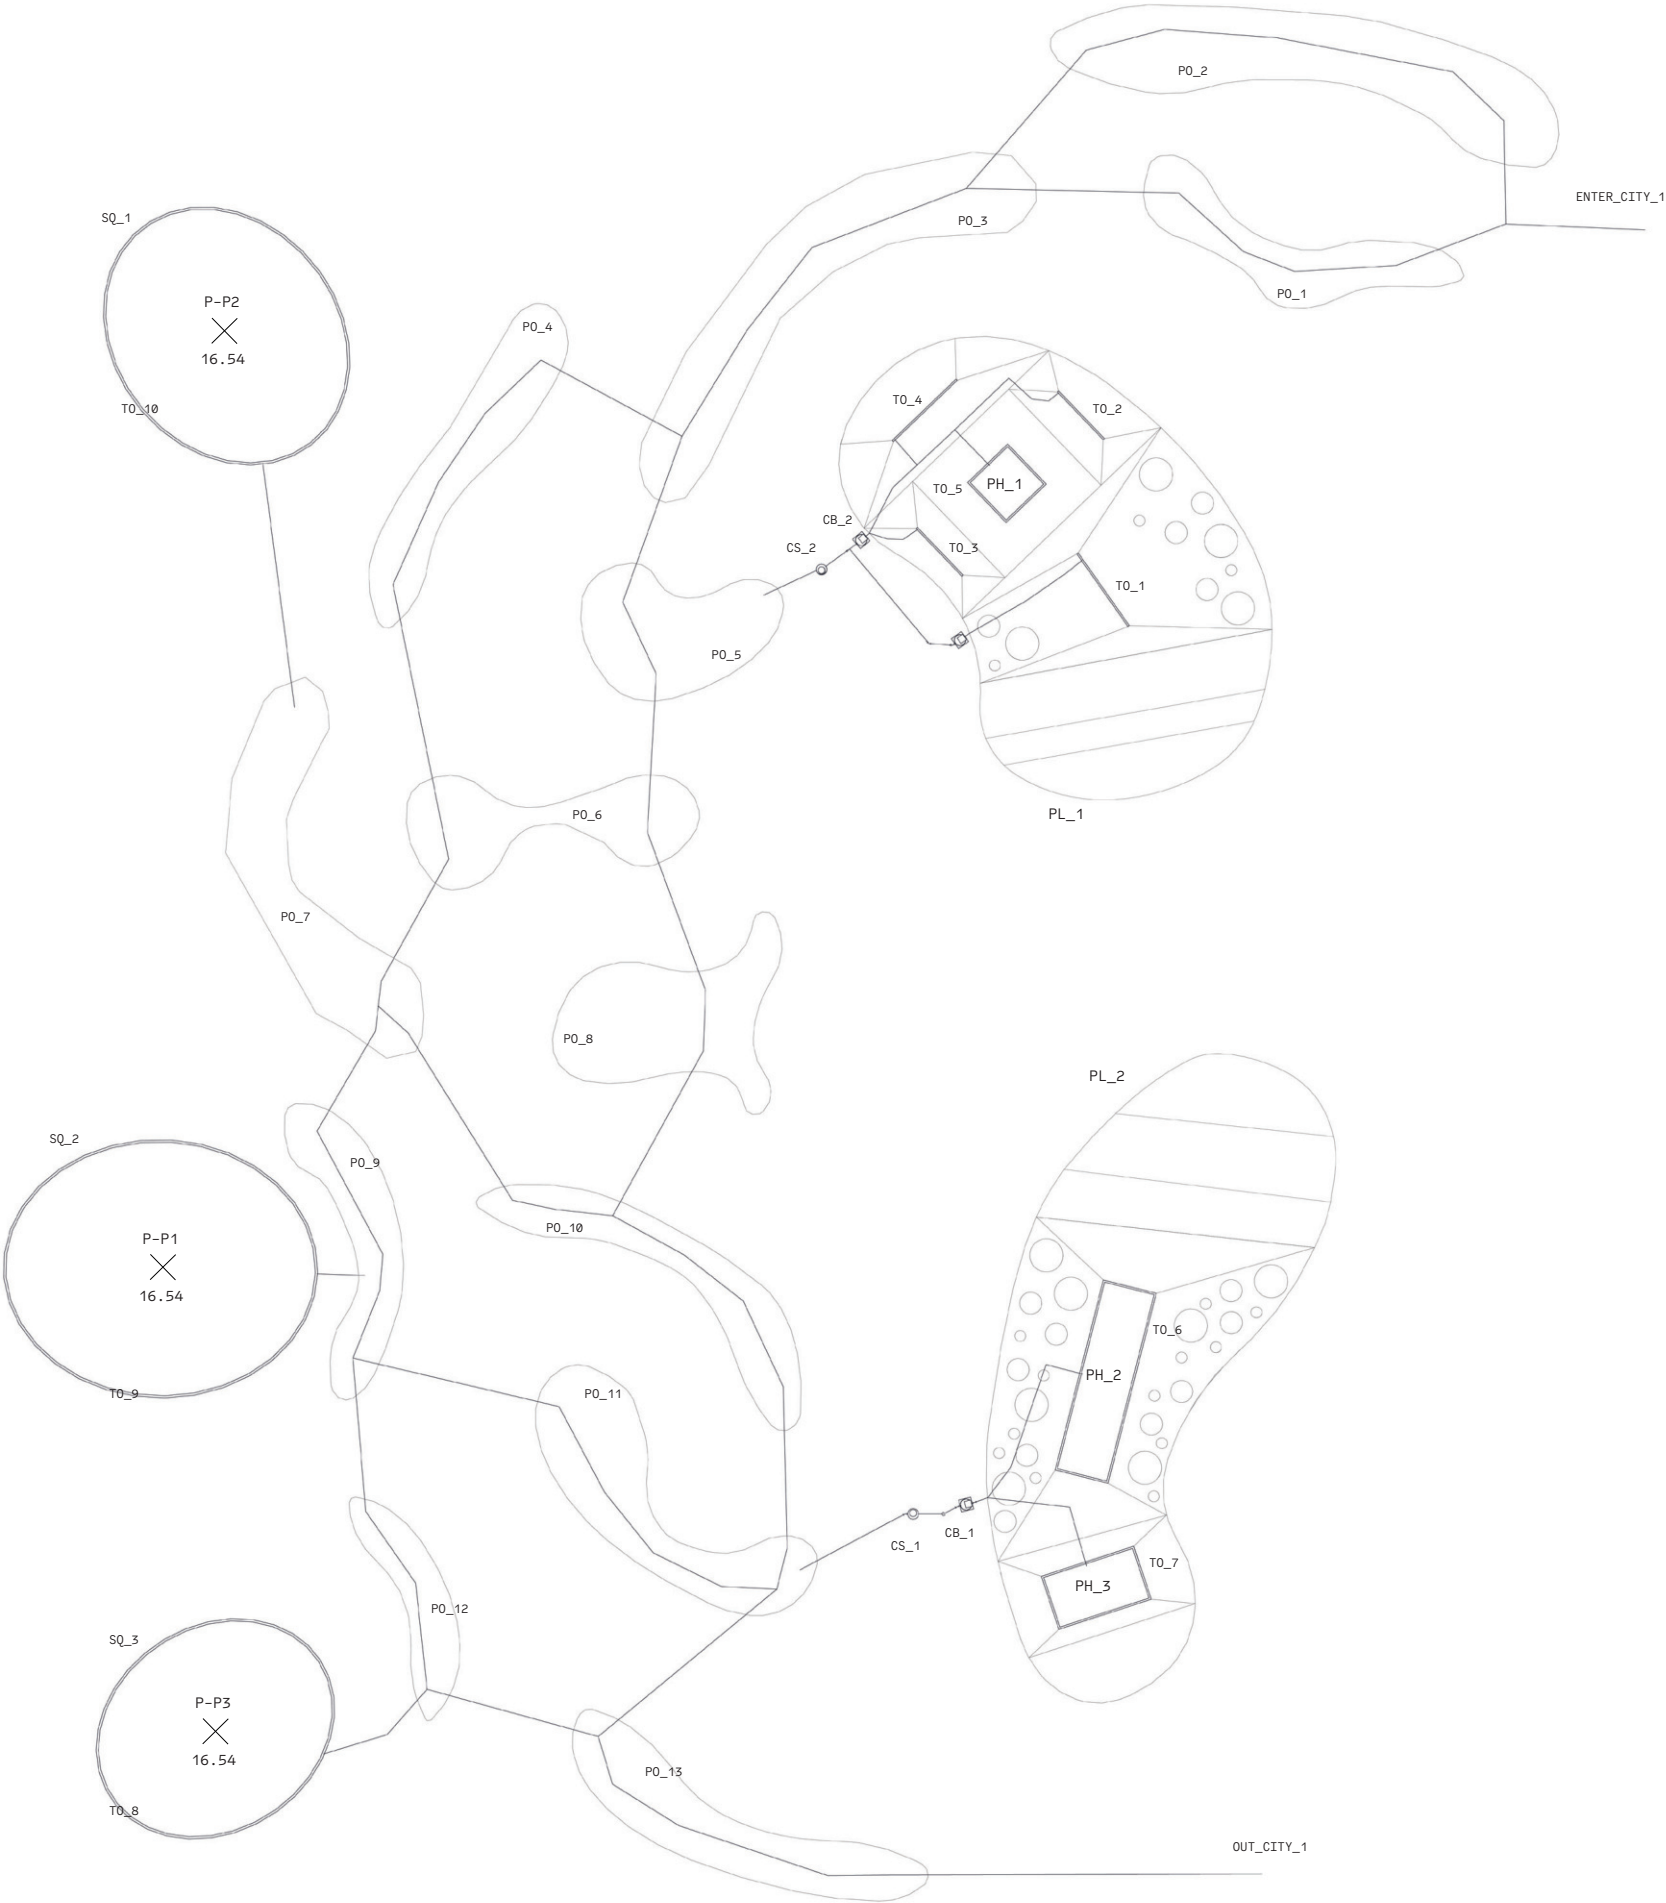 PO_2
ENTER_CITY_1
SQ_1
PO_3
PO_1
P-P2
16.54
PO_4
TO_4
TO_2
TO_10
PH_1
TO_5
CB_2
CS_2
TO_3
TO_1
PO_5
PO_6
PL_1
PO_7
PO_8
PL_2
SQ_2
PO_9
PO_10
P-P1
16.54
TO_6
PH_2
TO_9
PO_11
CB_1
CS_1
TO_7
PH_3
PO_12
SQ_3
P-P3
16.54
PO_13
TO_8
OUT_CITY_1